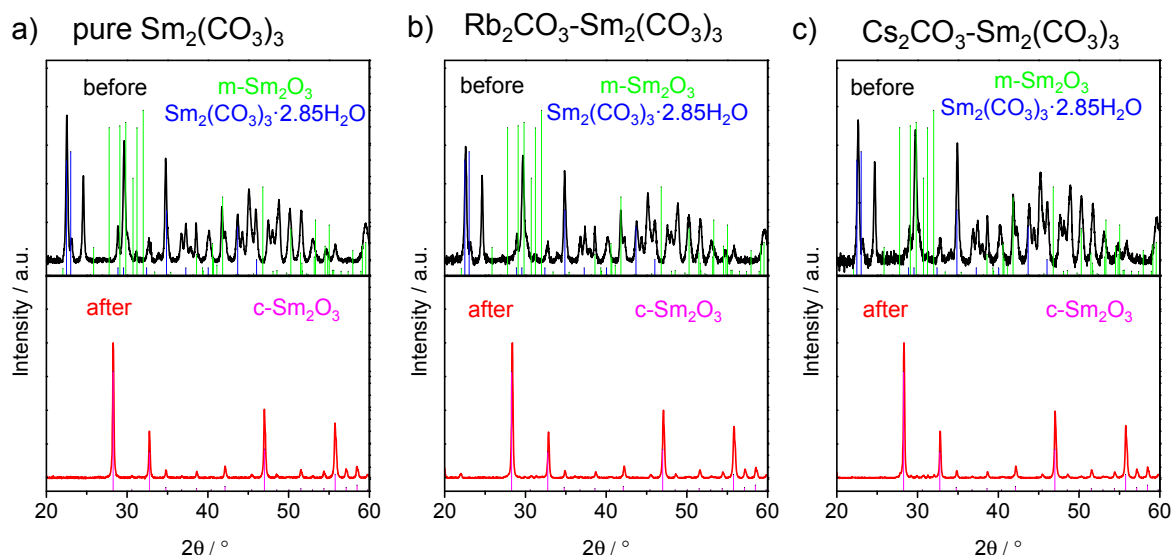 a) pure Sm₂(CO₃)₃
before
m-Sm₂O₃
Sm₂(CO₃)₃·2.85H₂O
after
c-Sm₂O₃
Intensity / a.u.
20 30 40 50 60
2θ / °
b) Rb₂CO₃-Sm₂(CO₃)₃
before
m-Sm₂O₃
Sm₂(CO₃)₃·2.85H₂O
after
c-Sm₂O₃
Intensity / a.u.
20 30 40 50 60
2θ / °
c) Cs₂CO₃-Sm₂(CO₃)₃
before
m-Sm₂O₃
Sm₂(CO₃)₃·2.85H₂O
after
c-Sm₂O₃
Intensity / a.u.
20 30 40 50 60
2θ / °